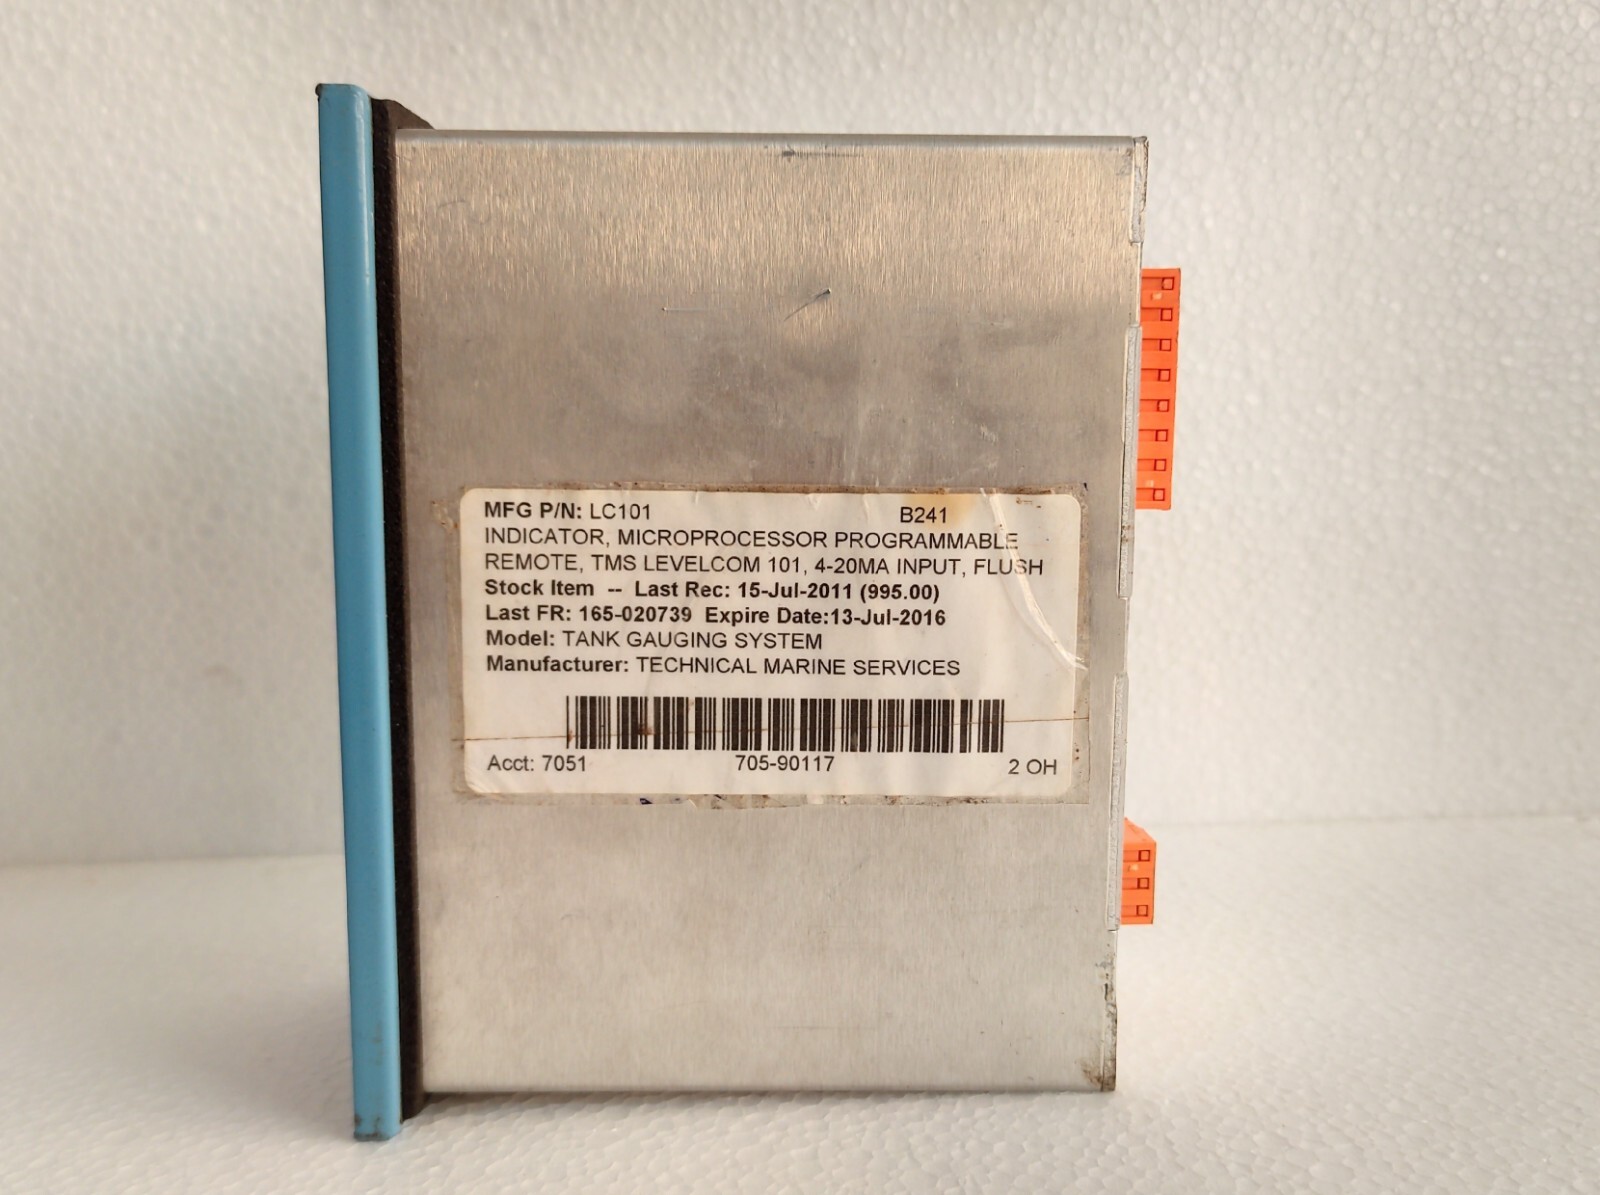 MFG P/N: LC101 B241
INDICATOR, MICROPROCESSOR PROGRAMMABLE
REMOTE, TMS LEVELCOM 101, 4-20MA INPUT, FLUSH
Stock Item -- Last Rec: 15-Jul-2011 (995.00)
Last FR: 165-020739 Expire Date:13-Jul-2016
Model: TANK GAUGING SYSTEM
Manufacturer: TECHNICAL MARINE SERVICES
Acct: 7051 705-90117 2 OH